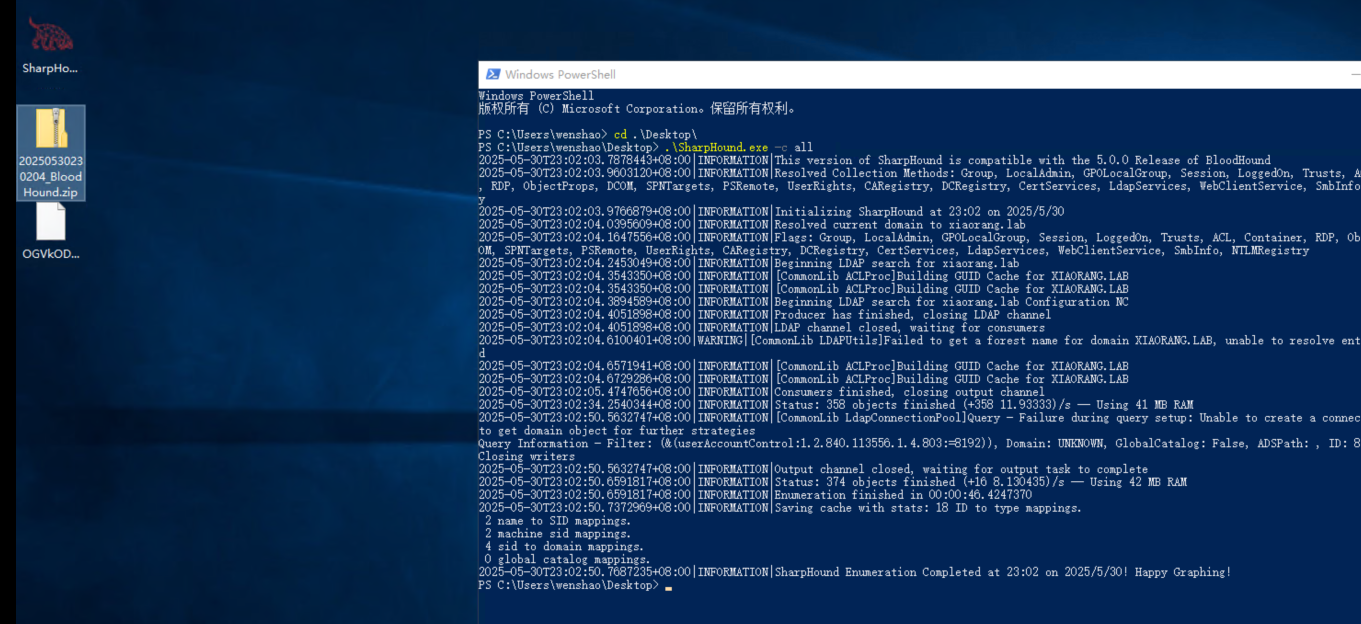 SharpHo...
2025053023
0204_Blood
Hound.zip
OGVkOD...
Windows PowerShell
Windows PowerShell
版权所有 (C) Microsoft Corporation。保留所有权利。
PS C:\Users\wenshao> cd .\Desktop\
PS C:\Users\wenshao\Desktop> .\SharpHound.exe -c all
2025-05-30T23:02:03.7878443+08:00|INFORMATION|This version of SharpHound is compatible with the 5.0.0 Release of BloodHound
2025-05-30T23:02:03.9603120+08:00|INFORMATION|Resolved Collection Methods: Group, LocalAdmin, GPOLocalGroup, Session, LoggedOn, Trusts, A
, RDP, ObjectProps, DCOM, SPNTargets, PSRemote, UserRights, CARegistry, DCRegistry, CertServices, LdapServices, WebClientService, SmbInfo
y
2025-05-30T23:02:03.9766879+08:00|INFORMATION|Initializing SharpHound at 23:02 on 2025/5/30
2025-05-30T23:02:04.0395609+08:00|INFORMATION|Resolved current domain to xiaorang.lab
2025-05-30T23:02:04.1647556+08:00|INFORMATION|Flags: Group, LocalAdmin, GPOLocalGroup, Session, LoggedOn, Trusts, ACL, Container, RDP, Ob
OM, SPNTargets, PSRemote, UserRights, CARegistry, DCRegistry, CertServices, LdapServices, WebClientService, SmbInfo, NTLMRegistry
2025-05-30T23:02:04.2453049+08:00|INFORMATION|Beginning LDAP search for xiaorang.lab
2025-05-30T23:02:04.3543350+08:00|INFORMATION|[CommonLib ACLProc]Building GUID Cache for XIAORANG.LAB
2025-05-30T23:02:04.3543350+08:00|INFORMATION|[CommonLib ACLProc]Building GUID Cache for XIAORANG.LAB
2025-05-30T23:02:04.3894589+08:00|INFORMATION|Beginning LDAP search for xiaorang.lab Configuration NC
2025-05-30T23:02:04.4051898+08:00|INFORMATION|Producer has finished, closing LDAP channel
2025-05-30T23:02:04.4051898+08:00|INFORMATION|LDAP channel closed, waiting for consumers
2025-05-30T23:02:04.6100401+08:00|WARNING|[CommonLib LDAPUtils]Failed to get a forest name for domain XIAORANG.LAB, unable to resolve ent
d
2025-05-30T23:02:04.6571941+08:00|INFORMATION|[CommonLib ACLProc]Building GUID Cache for XIAORANG.LAB
2025-05-30T23:02:04.6729286+08:00|INFORMATION|[CommonLib ACLProc]Building GUID Cache for XIAORANG.LAB
2025-05-30T23:02:05.4747656+08:00|INFORMATION|Consumers finished, closing output channel
2025-05-30T23:02:34.2540344+08:00|INFORMATION|Status: 358 objects finished (+358 11.93333)/s -- Using 41 MB RAM
2025-05-30T23:02:50.5632747+08:00|INFORMATION|[CommonLib LdapConnectionPool]Query - Failure during query setup: Unable to create a connec
to get domain object for further strategies
Query Information - Filter: (&(userAccountControl:1.2.840.113556.1.4.803:=8192)), Domain: UNKNOWN, GlobalCatalog: False, ADSPath: , ID: 8
Closing writers
2025-05-30T23:02:50.5632747+08:00|INFORMATION|Output channel closed, waiting for output task to complete
2025-05-30T23:02:50.6591817+08:00|INFORMATION|Status: 374 objects finished (+16 8.130435)/s -- Using 42 MB RAM
2025-05-30T23:02:50.6591817+08:00|INFORMATION|Enumeration finished in 00:00:46.4247370
2025-05-30T23:02:50.7372969+08:00|INFORMATION|Saving cache with stats: 18 ID to type mappings.
2 name to SID mappings.
2 machine sid mappings.
4 sid to domain mappings.
0 global catalog mappings.
2025-05-30T23:02:50.7687235+08:00|INFORMATION|SharpHound Enumeration Completed at 23:02 on 2025/5/30! Happy Graphing!
PS C:\Users\wenshao\Desktop>